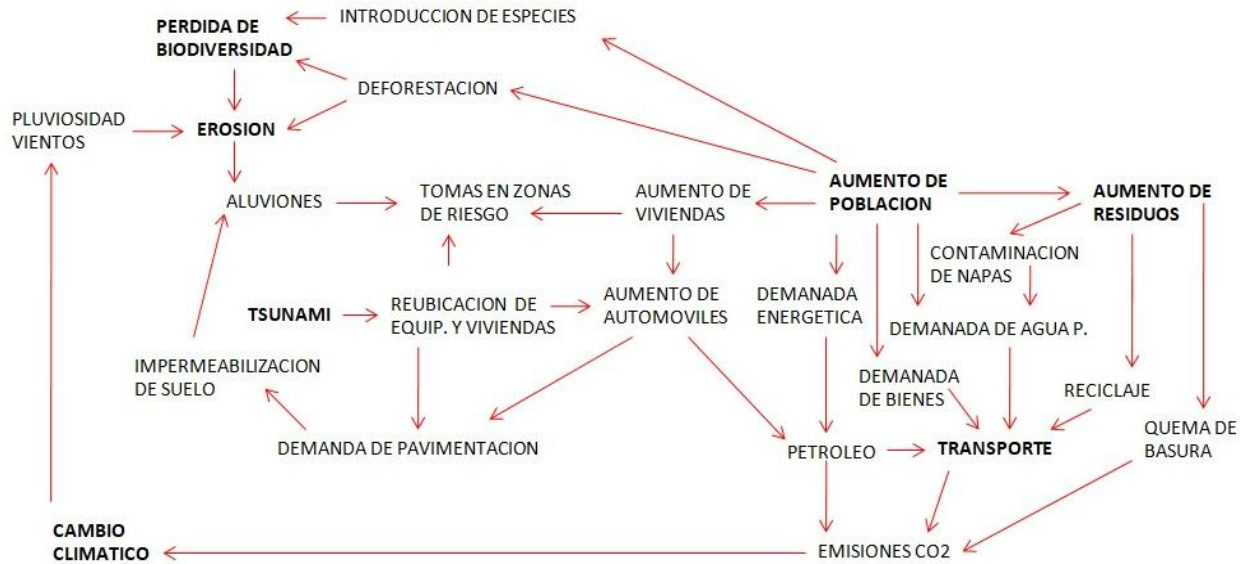 INTRODUCCION DE ESPECIES
PERDIDA DE
BIODIVERSIDAD
DEFORESTACION
PLUVIOSIDAD
VIENTOS
EROSION
ALUVIONES
TOMAS EN ZONAS
DE RIESGO
AUMENTO DE
VIVIENDAS
AUMENTO DE
POBLACION
AUMENTO DE
RESIDUOS
CONTAMINACION
DE NAPAS
TSUNAMI
REUBICACION DE
EQUIP. Y VIVIENDAS
AUMENTO DE
AUTOMOVILES
DEMANADA
ENERGETICA
DEMANADA DE AGUA P.
IMPERMEABILIZACION
DE SUELO
DEMANADA
DE BIENES
RECICLAJE
DEMANDA DE PAVIMENTACION
PETROLEO
TRANSPORTE
QUEMA DE
BASURA
CAMBIO
CLIMATICO
EMISIONES CO2